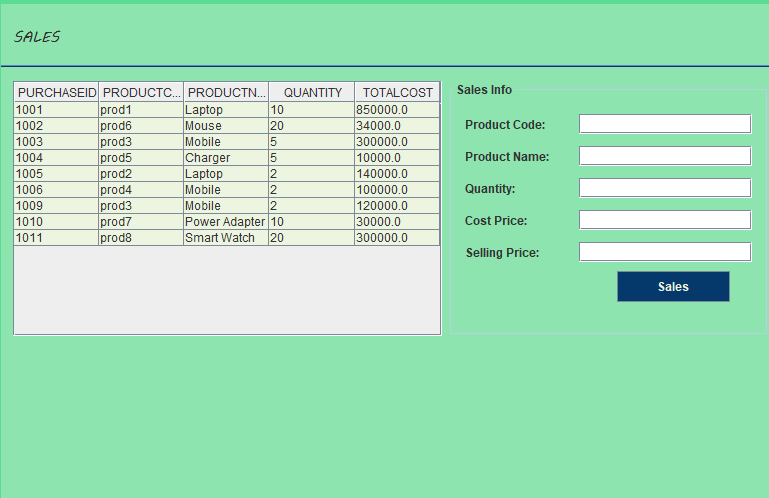 SALES
PURCHASEID PRODUCTC... PRODUCTN... QUANTITY TOTALCOST
1001 prod1 Laptop 10 850000.0
1002 prod6 Mouse 20 34000.0
1003 prod3 Mobile 5 300000.0
1004 prod5 Charger 5 10000.0
1005 prod2 Laptop 2 140000.0
1006 prod4 Mobile 2 100000.0
1009 prod3 Mobile 2 120000.0
1010 prod7 Power Adapter 10 30000.0
1011 prod8 Smart Watch 20 300000.0
Sales Info
Product Code:
Product Name:
Quantity:
Cost Price:
Selling Price:
Sales